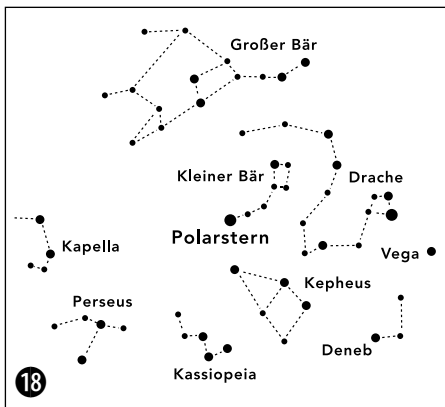 Großer Bär
Kleiner Bär
Drache
Polarstern
Kapella
Vega
Kepheus
Perseus
Kassiopeia
Deneb
18